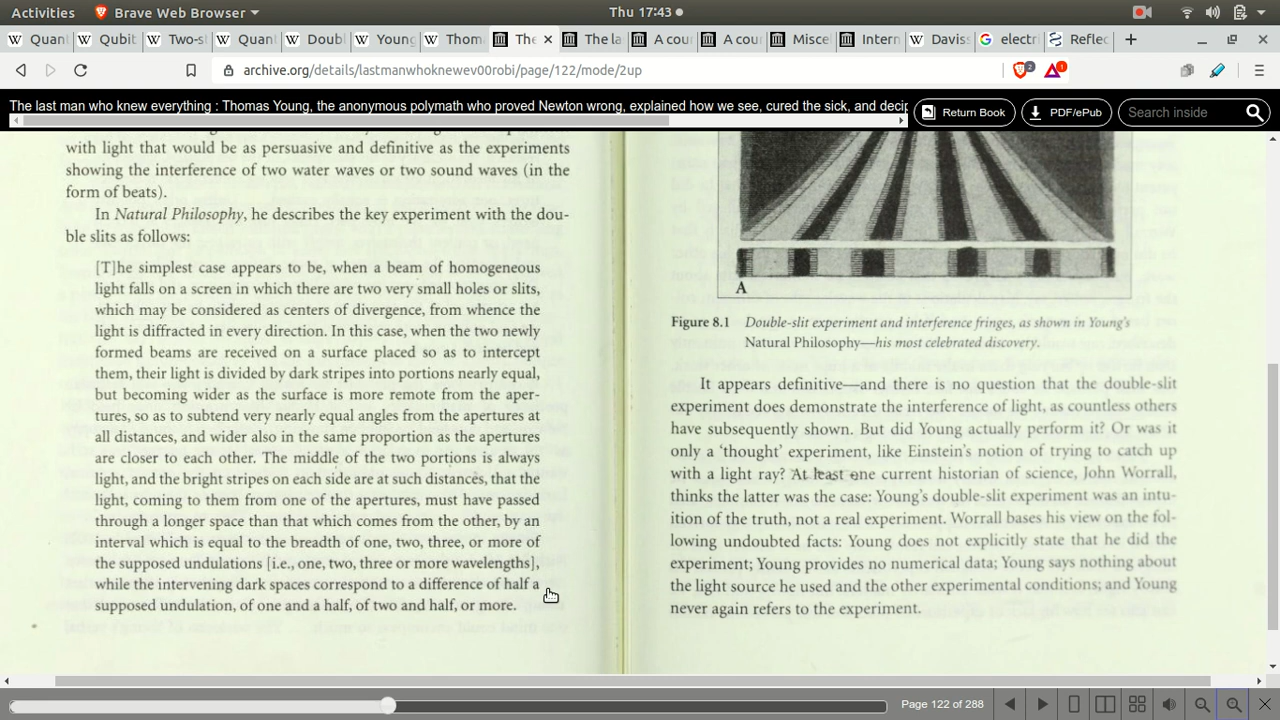 Activities
Brave Web Browser
Thu 17:43
Quant
Qubit
Two-s
Quan
Doubl
Young
Thom
The
The la
A cour
A cour
Misce
Intern
Daviss
electri
Reflec
archive.org/details/lastmanwhoknewev00robi/page/122/mode/2up
2
1
The last man who knew everything : Thomas Young, the anonymous polymath who proved Newton wrong, explained how we see, cured the sick, and decip
Return Book
PDF/ePub
Search inside
with light that would be as persuasive and definitive as the experiments
showing the interference of two water waves or two sound waves (in the
form of beats).
In Natural Philosophy, he describes the key experiment with the dou-
ble slits as follows:
[T]he simplest case appears to be, when a beam of homogeneous
light falls on a screen in which there are two very small holes or slits,
which may be considered as centers of divergence, from whence the
light is diffracted in every direction. In this case, when the two newly
formed beams are received on a surface placed so as to intercept
them, their light is divided by dark stripes into portions nearly equal,
but becoming wider as the surface is more remote from the aper-
tures, so as to subtend very nearly equal angles from the apertures at
all distances, and wider also in the same proportion as the apertures
are closer to each other. The middle of the two portions is always
light, and the bright stripes on each side are at such distances, that the
light, coming to them from one of the apertures, must have passed
through a longer space than that which comes from the other, by an
interval which is equal to the breadth of one, two, three, or more of
the supposed undulations [i.e., one, two, three or more wavelengths],
while the intervening dark spaces correspond to a difference of half a
supposed undulation, of one and a half, of two and half, or more.
A
Figure 8.1 Double-slit experiment and interference fringes, as shown in Young's
Natural Philosophy—his most celebrated discovery.
It appears definitive—and there is no question that the double-slit
experiment does demonstrate the interference of light, as countless others
have subsequently shown. But did Young actually perform it? Or was it
only a ‘thought’ experiment, like Einstein's notion of trying to catch up
with a light ray? At least one current historian of science, John Worrall,
thinks the latter was the case: Young's double-slit experiment was an intu-
ition of the truth, not a real experiment. Worrall bases his view on the fol-
lowing undoubted facts: Young does not explicitly state that he did the
experiment; Young provides no numerical data; Young says nothing about
the light source he used and the other experimental conditions; and Young
never again refers to the experiment.
Page 122 of 288